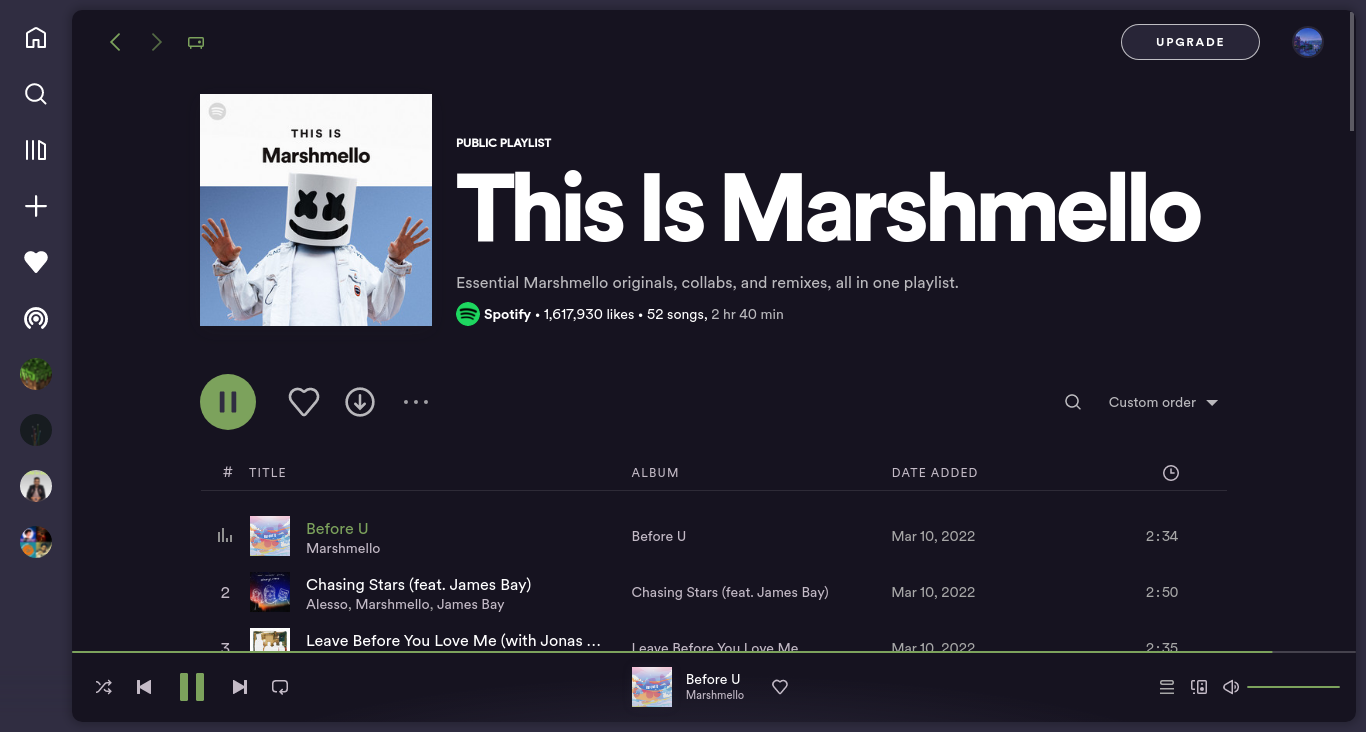 UPGRADE
THIS IS
Marshmello
PUBLIC PLAYLIST
This Is Marshmello
Essential Marshmello originals, collabs, and remixes, all in one playlist.
Spotify • 1,617,930 likes • 52 songs, 2 hr 40 min
Custom order
# TITLE ALBUM DATE ADDED
Before U Before U Mar 10, 2022 2:34
Marshmello
2 Chasing Stars (feat. James Bay) Chasing Stars (feat. James Bay) Mar 10, 2022 2:50
Alesso, Marshmello, James Bay
3 Leave Before You Love Me (with Jonas ... Leave Before You Love Me Mar 10, 2022 2:35
Before U
Marshmello